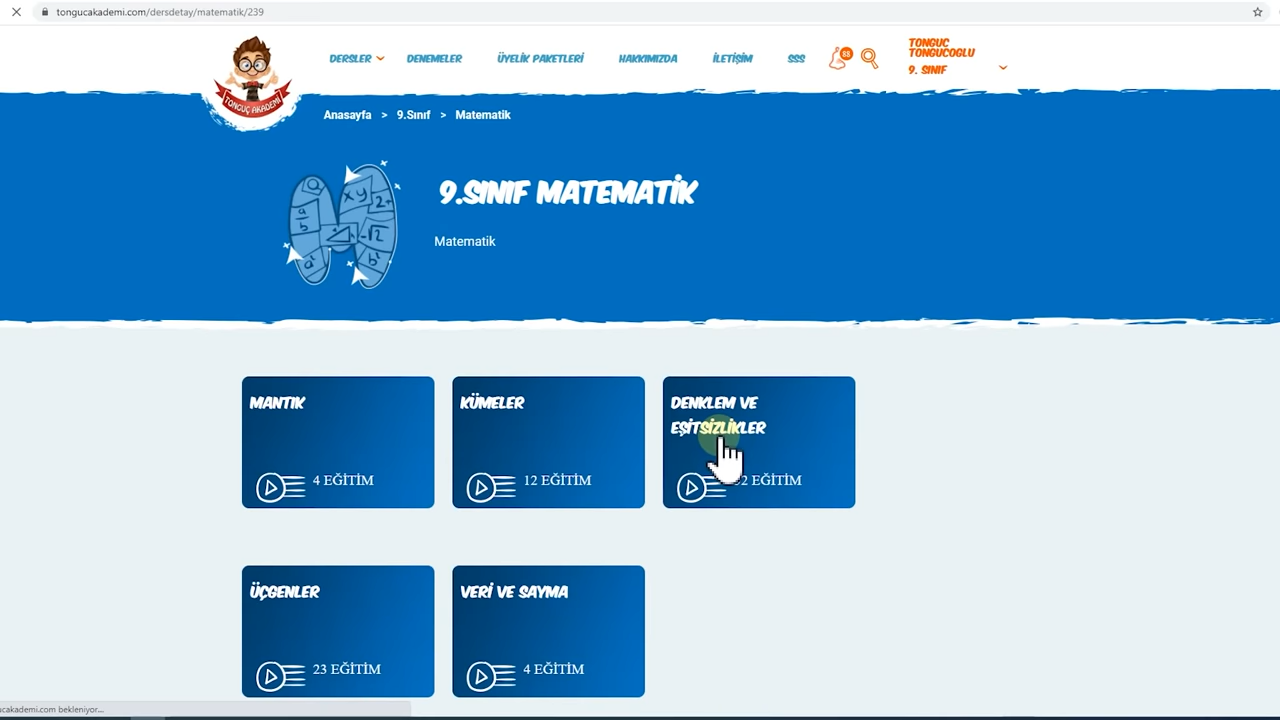 tongucakademi.com/dersdetay/matematik/239
TONGUC
TONGUCOGLU
9. SINIF
DERSLER
DENEMELER
ÜYELİK PAKETLERİ
HAKKIMIZDA
İLETİŞİM
SSS
88
TONGUÇ AKADEMİ
Anasayfa > 9.Sınıf > Matematik
9.SINIF MATEMATİK
Matematik
MANTIK
4 EĞİTİM
KÜMELER
12 EĞİTİM
DENKLEM VE
EŞİTSİZLİKLER
2 EĞİTİM
ÜÇGENLER
23 EĞİTİM
VERİ VE SAYMA
4 EĞİTİM
ucakademi.com bekleniyor...